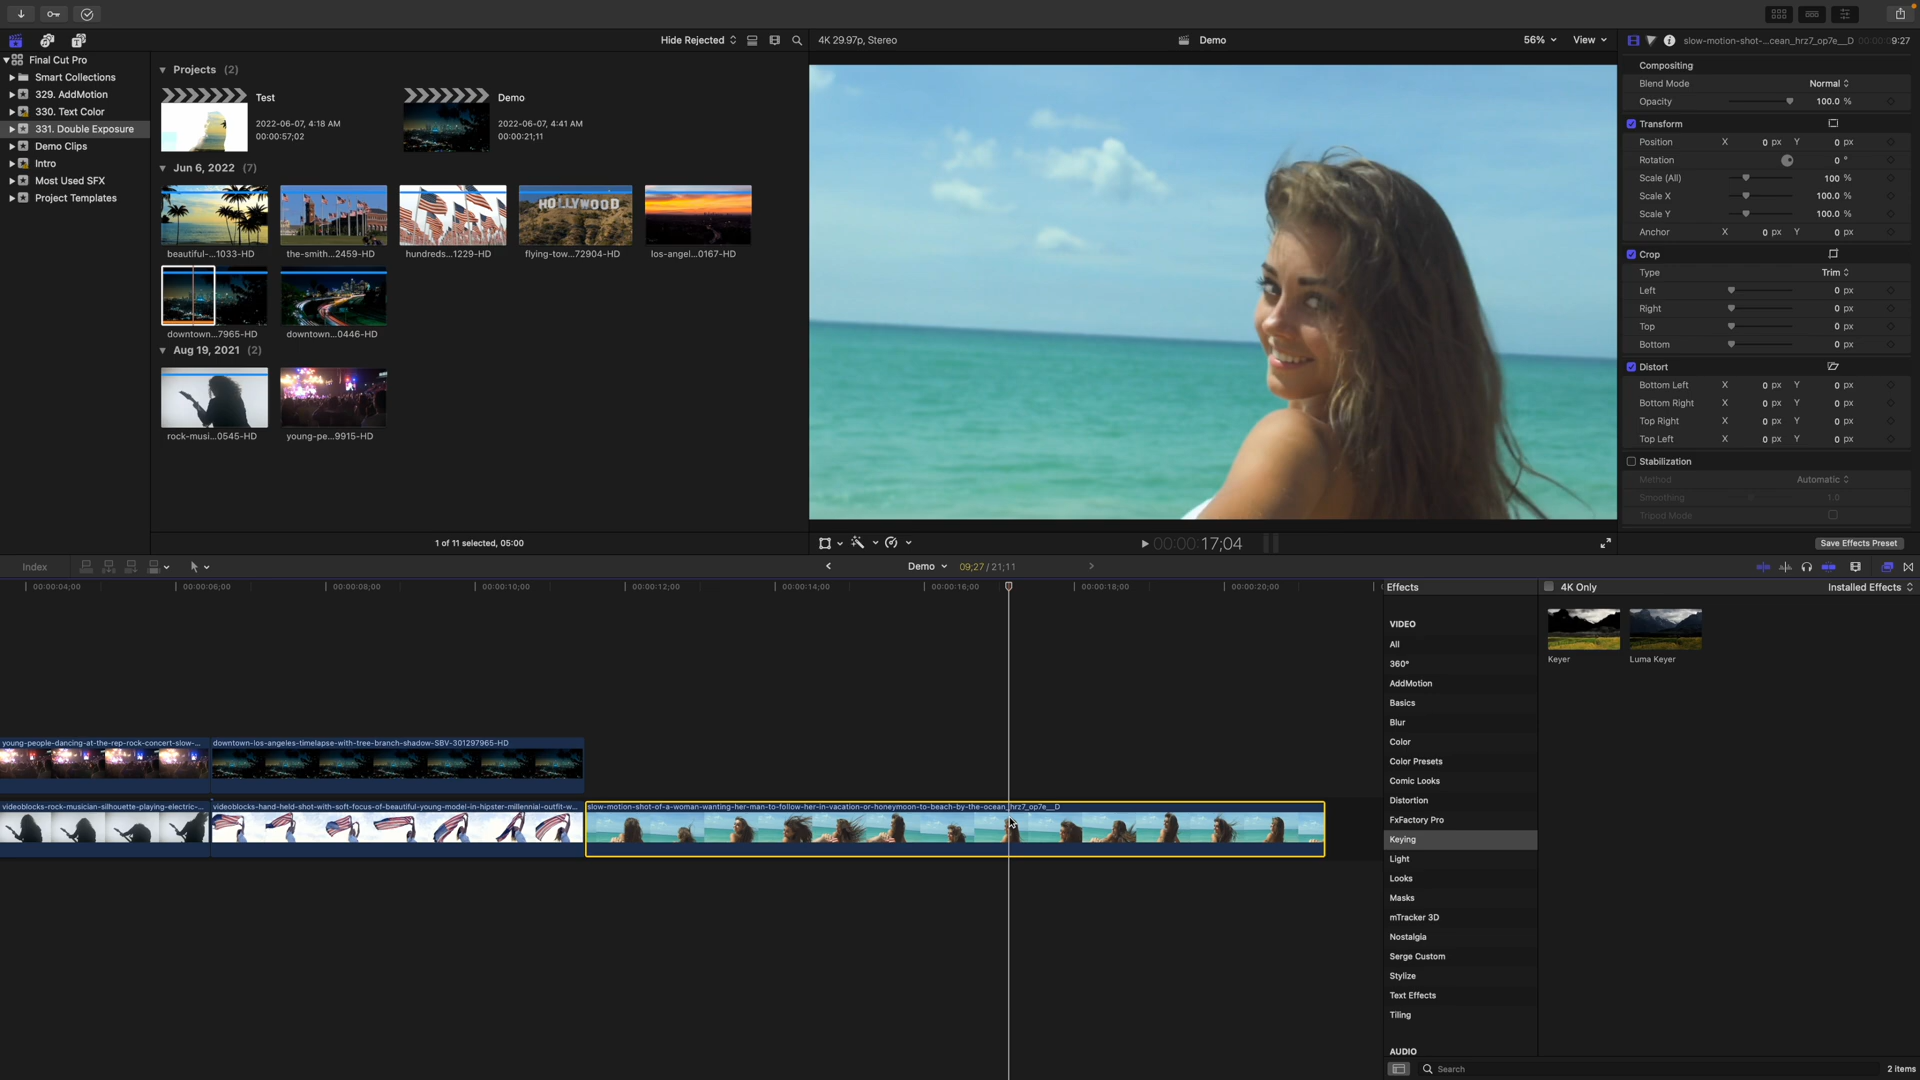 Hide Rejected
4K 29.97p, Stereo
Demo
56%
View
slow-motion-shot-...cean_hrz7_op7e__D
00:00:09:27
Final Cut Pro
Smart Collections
329. AddMotion
330. Text Color
331. Double Exposure
Demo Clips
Intro
Most Used SFX
Project Templates
Projects (2)
Test
2022-06-07, 4:18 AM
00:00:57;02
Demo
2022-06-07, 4:41 AM
00:00:21;11
Jun 6, 2022 (7)
HOLLYWOOD
beautiful-...1033-HD
the-smith...2459-HD
hundreds...1229-HD
flying-tow...72904-HD
los-angel...0167-HD
downtown...7965-HD
downtown...0446-HD
Aug 19, 2021 (2)
rock-musi...0545-HD
young-pe...9915-HD
1 of 11 selected, 05:00
00:00:17;04
Compositing
Blend Mode Normal
Opacity 100.0 %
Transform
Position X 0 px Y 0 px
Rotation 0 °
Scale (All) 100 %
Scale X 100.0 %
Scale Y 100.0 %
Anchor X 0 px Y 0 px
Crop
Type Trim
Left 0 px
Right 0 px
Top 0 px
Bottom 0 px
Distort
Bottom Left X 0 px Y 0 px
Bottom Right X 0 px Y 0 px
Top Right X 0 px Y 0 px
Top Left X 0 px Y 0 px
Stabilization
Method Automatic
Smoothing 1.0
Tripod Mode
Save Effects Preset
Index
Demo
09;27 / 21;11
00:00:04;00
00:00:06;00
00:00:08;00
00:00:10;00
00:00:12;00
00:00:14;00
00:00:16;00
00:00:18;00
00:00:20;00
young-people-dancing-at-the-rep-rock-concert-slow-...
downtown-los-angeles-timelapse-with-tree-branch-shadow-SBV-301297965-HD
videoblocks-rock-musician-silhouette-playing-electric-...
videoblocks-hand-held-shot-with-soft-focus-of-beautiful-young-model-in-hipster-millennial-outfit-w...
slow-motion-shot-of-a-woman-wanting-her-man-to-follow-her-in-vacation-or-honeymoon-to-beach-by-the-ocean_hrz7_op7e__D
Effects
4K Only
Installed Effects
VIDEO
All
360°
AddMotion
Basics
Blur
Color
Color Presets
Comic Looks
Distortion
FxFactory Pro
Keying
Light
Looks
Masks
mTracker 3D
Nostalgia
Serge Custom
Stylize
Text Effects
Tiling
AUDIO
Keyer
Luma Keyer
Search
2 items